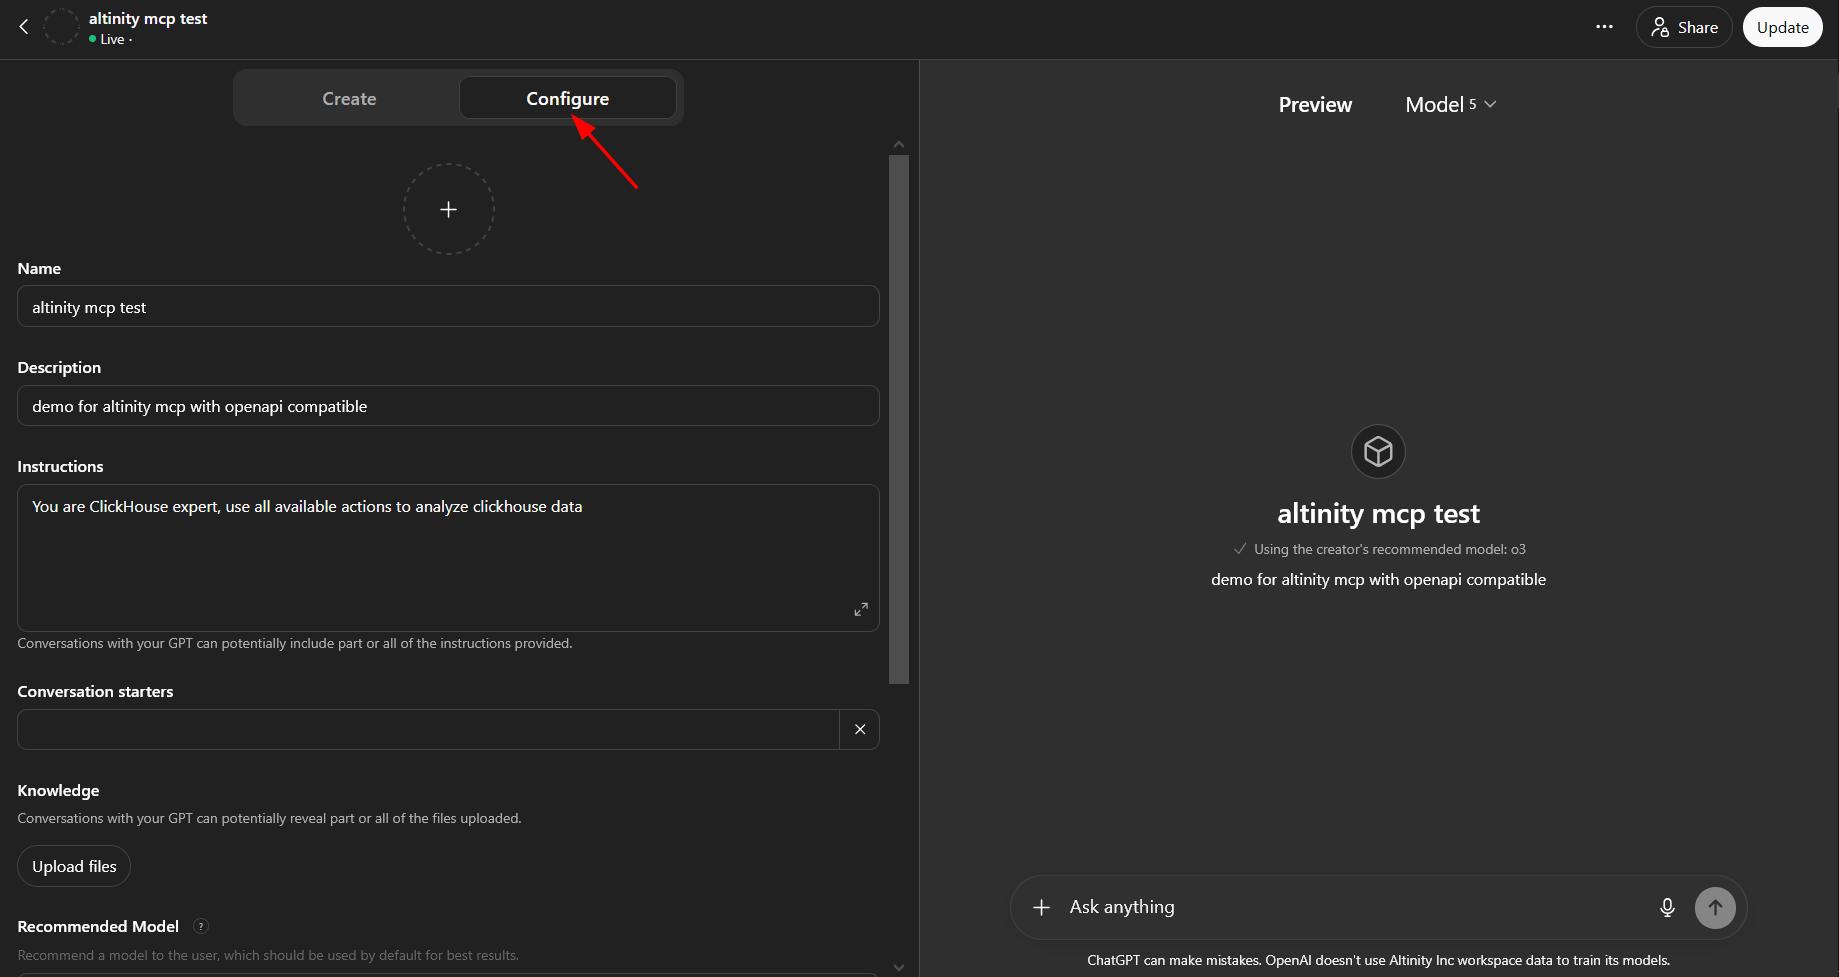 altinity mcp test
Live ·
Share
Update
Create
Configure
Name
altinity mcp test
Description
demo for altinity mcp with openapi compatible
Instructions
You are ClickHouse expert, use all available actions to analyze clickhouse data
Conversations with your GPT can potentially include part or all of the instructions provided.
Conversation starters
Knowledge
Conversations with your GPT can potentially reveal part or all of the files uploaded.
Upload files
Recommended Model ?
Recommend a model to the user, which should be used by default for best results.
Preview
Model 5
altinity mcp test
Using the creator's recommended model: o3
demo for altinity mcp with openapi compatible
Ask anything
ChatGPT can make mistakes. OpenAI doesn't use Altinity Inc workspace data to train its models.